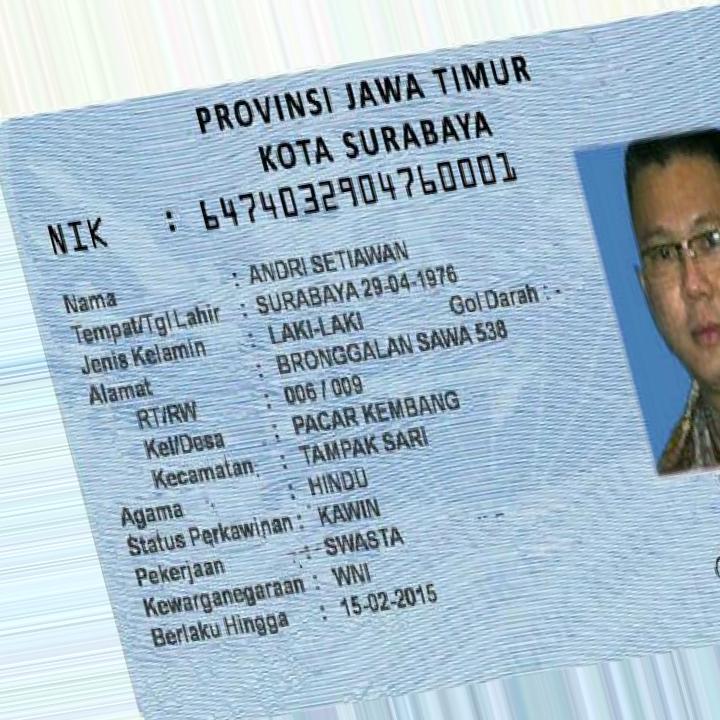 PROVINSI JAWA TIMUR
KOTA SURABAYA
NIK : 6474032904760001
Nama : ANDRI SETIAWAN
Tempat/Tgl Lahir : SURABAYA 29-04-1976
Jenis Kelamin : LAKI-LAKI Gol Darah : -
Alamat : BRONGGALAN SAWA 538
RT/RW : 006 / 009
Kel/Desa : PACAR KEMBANG
Kecamatan : TAMPAK SARI
Agama : HINDU
Status Perkawinan : KAWIN
Pekerjaan : SWASTA
Kewarganegaraan : WNI
Berlaku Hingga : 15-02-2015